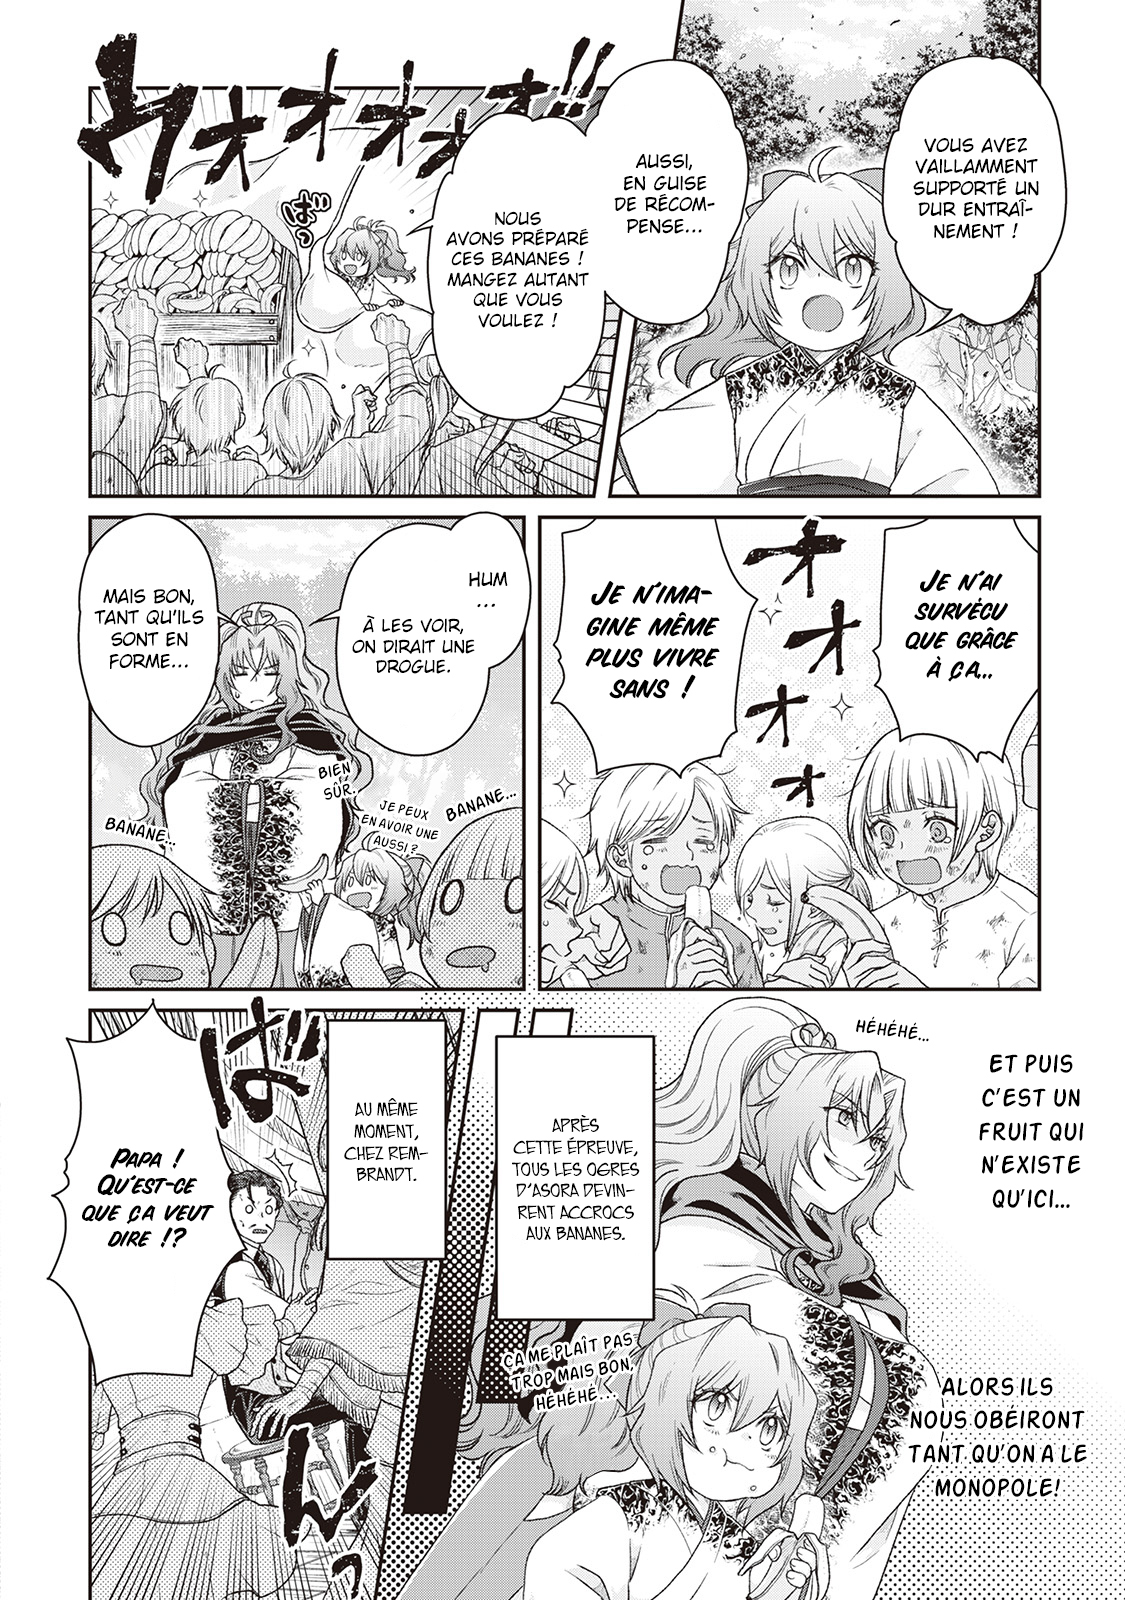 VOUS AVEZ
VAILLAMMENT
SUPPORTÉ UN
DUR ENTRAÎ-
NEMENT !
AUSSI,
EN GUISE
DE RÉCOM-
PENSE...
NOUS
AVONS PRÉPARÉ
CES BANANES !
MANGEZ AUTANT
QUE VOUS
VOULEZ !
ウオオオオオ!!
ばっ
JE N'AI
SURVÉCU
QUE GRÂCE
À ÇA...
JE N'IMA-
GINE MÊME
PLUS VIVRE
SANS !
オオオオ
HUM
...
À LES VOIR,
ON DIRAIT UNE
DROGUE.
MAIS BON,
TANT QU'ILS
SONT EN
FORME...
BIEN
SÛR.
JE PEUX
EN AVOIR UNE
AUSSI ?
BANANE...
BANANE...
HÉHÉHÉ...
ET PUIS
C'EST UN
FRUIT QUI
N'EXISTE
QU'ICI...
ALORS ILS
NOUS OBÉIRONT
TANT QU'ON A LE
MONOPOLE!
ÇA ME PLAÎT PAS
TROP MAIS BON,
HÉHÉHÉ...
APRÈS
CETTE ÉPREUVE,
TOUS LES OGRES
D'ASORA DEVIN-
RENT ACCROCS
AUX BANANES.
AU MÊME
MOMENT,
CHEZ REM-
BRANDT.
ばんっ
PAPA !
QU'EST-CE
QUE ÇA VEUT
DIRE !?